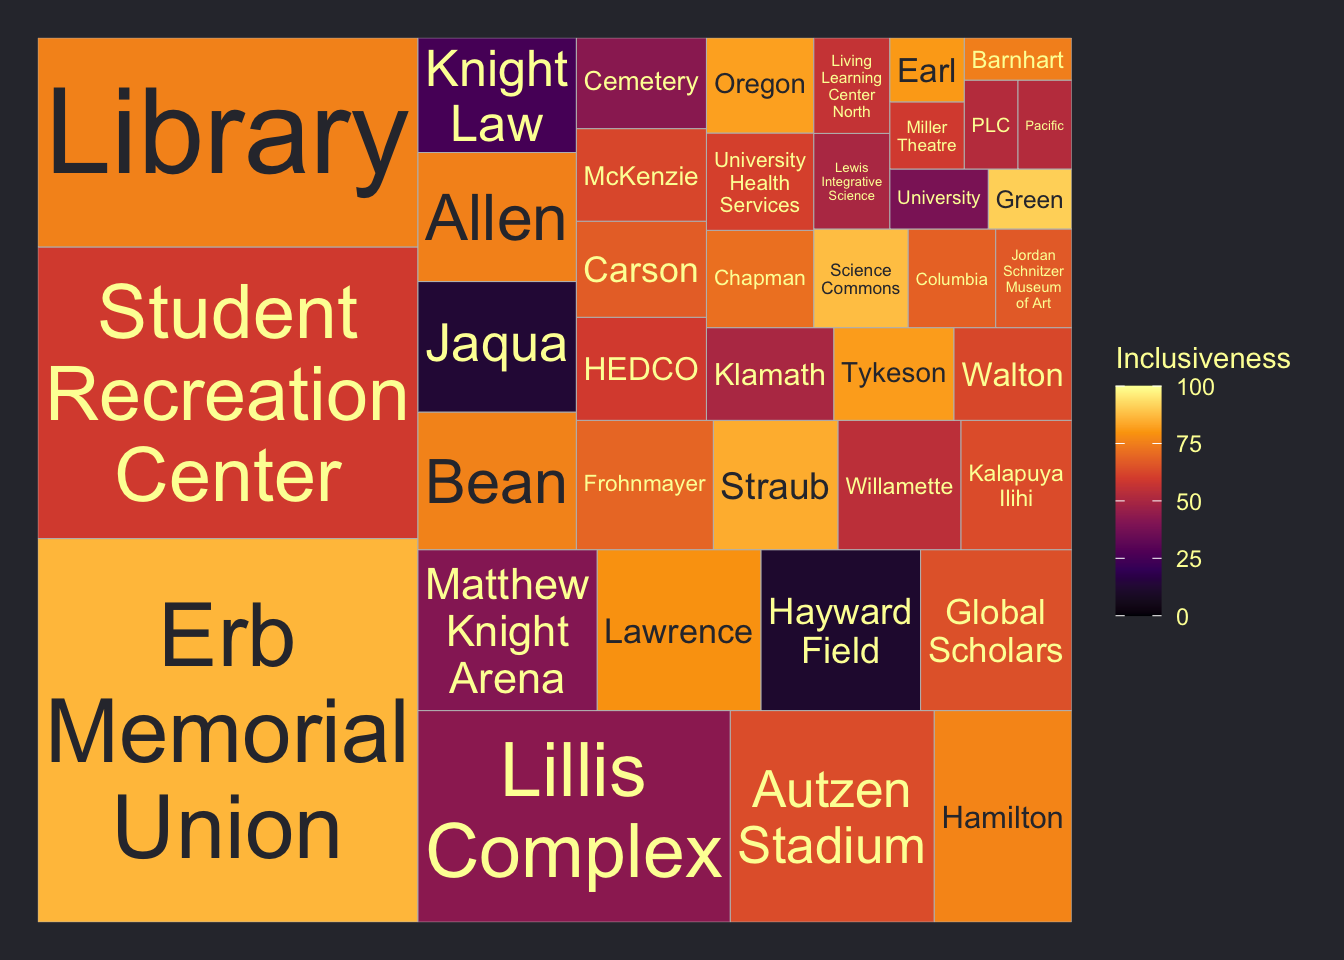 Library
Student
Recreation
Center
Erb
Memorial
Union
Knight
Law
Allen
Jaqua
Bean
Cemetery
McKenzie
Carson
HEDCO
Oregon
University
Health
Services
Living
Learning
Center
North
Lewis
Integrative
Science
Earl
Miller
Theatre
Barnhart
PLC
Pacific
University
Green
Chapman
Science
Commons
Columbia
Jordan
Schnitzer
Museum
of Art
Klamath
Tykeson
Walton
Frohnmayer
Straub
Willamette
Kalapuya
Ilihi
Matthew
Knight
Arena
Lawrence
Hayward
Field
Global
Scholars
Lillis
Complex
Autzen
Stadium
Hamilton
Inclusiveness
100
75
50
25
0